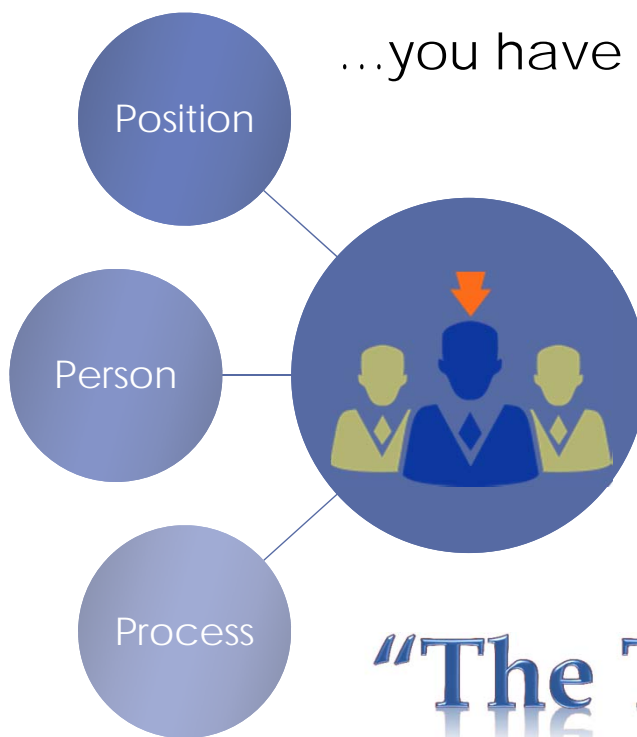 ...you have
Position
Person
Process
“The